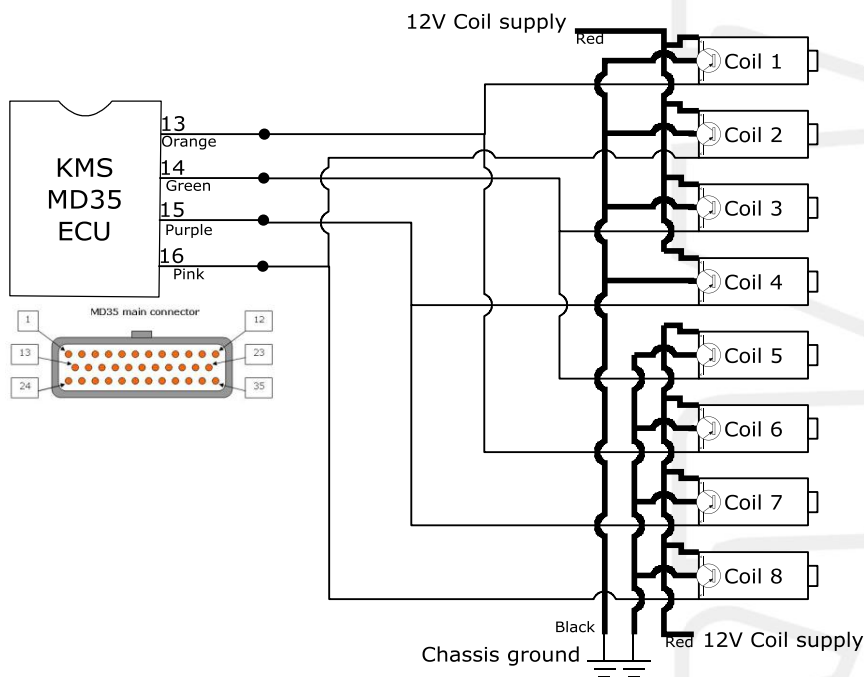 12V Coil supply
Red
Coil 1
Coil 2
Coil 3
Coil 4
Coil 5
Coil 6
Coil 7
Coil 8
KMS
MD35
ECU
13
Orange
14
Green
15
Purple
16
Pink
MD35 main connector
1
12
13
23
24
35
Black
Chassis ground
Red
12V Coil supply